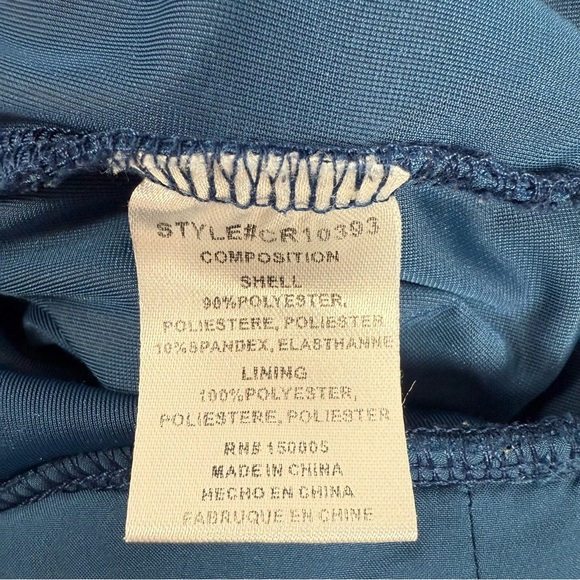 STYLE#CR10393
COMPOSITION
SHELL
90%POLYESTER,
POLIESTERE, POLIESTER
10%SPANDEX, ELASTHANNE
LINING
100%POLYESTER,
POLIESTERE, POLIESTER
RN# 150005
MADE IN CHINA
HECHO EN CHINA
FABRUQUE EN CHINE